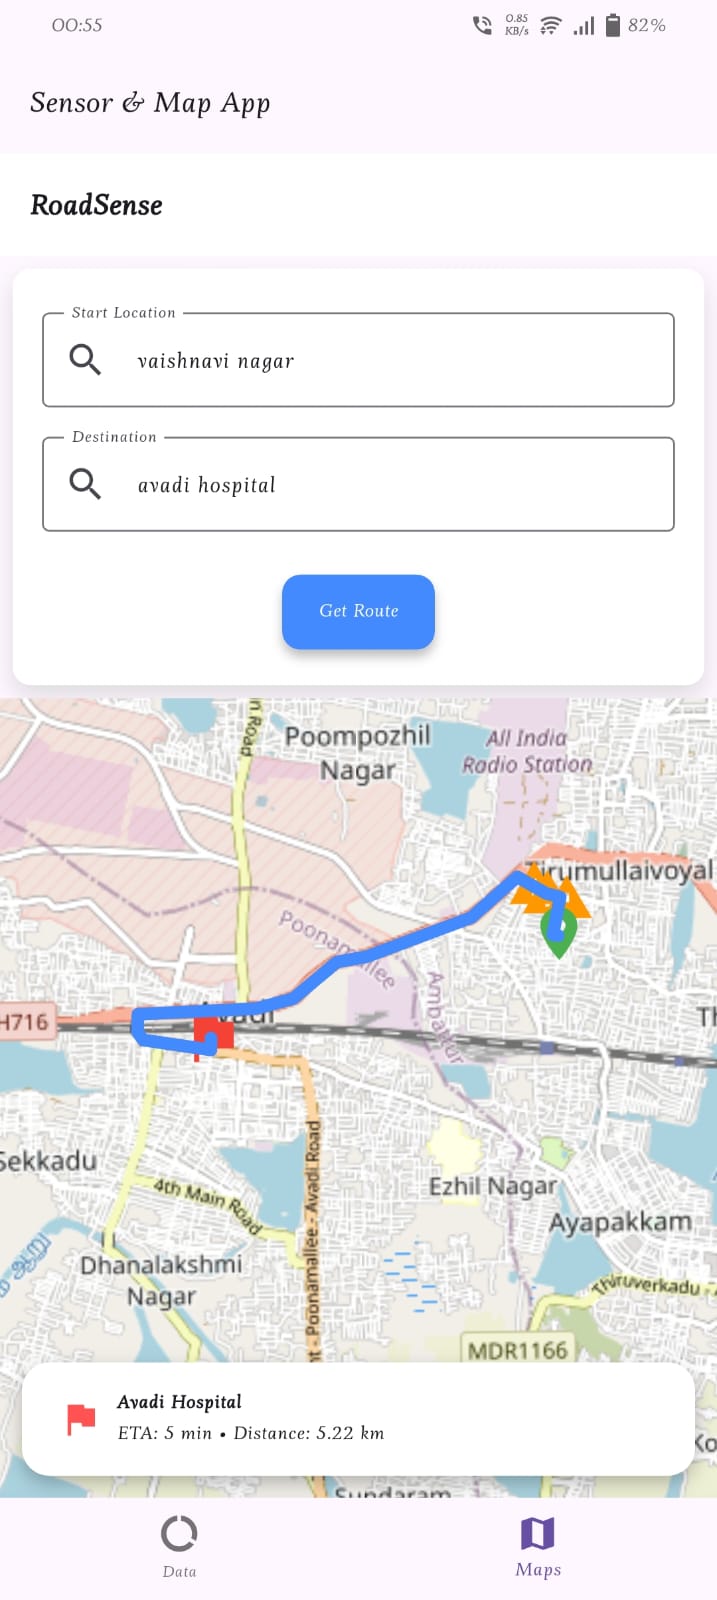 00:55
0.85
KB/s
82%
Sensor & Map App
RoadSense
Start Location
vaishnavi nagar
Destination
avadi hospital
Get Route
Poompozhil
Nagar
All India
Radio Station
Tirumullaivoyal
Poonamallee
Ambattur
Avadi
H716
Sekkadu
4th Main Road
Ezhil Nagar
Ayapakkam
Dhanalakshmi
Nagar
Poonamallee - Avadi Road
Thiruverkadu
MDR1166
Avadi Hospital
ETA: 5 min • Distance: 5.22 km
Sundaram
Data
Maps